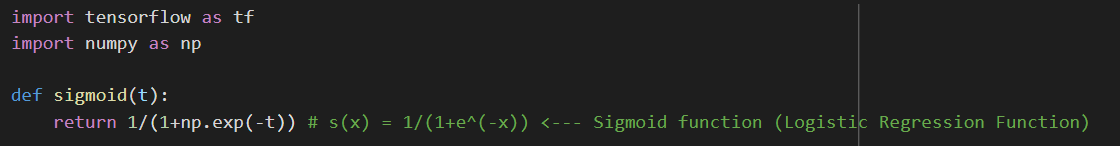 import tensorflow as tf
import numpy as np
def sigmoid(t):
    return 1/(1+np.exp(-t)) # s(x) = 1/(1+e^(-x)) <--- Sigmoid function (Logistic Regression Function)